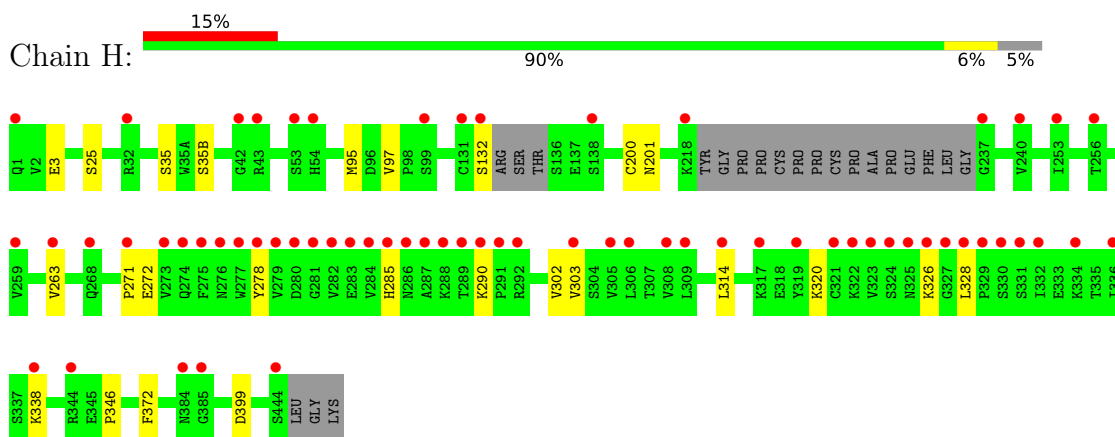 15%
Chain H:
90% 6% 5%
Q1 V2 E3 S25 R32 S35 W35A S35B G42 R43 S53 H54 M95 D96 V97 P98 S99 C131 S132 ARG SER THR S136 E137 S138 C200 N201 K218 TYR GLY PRO PRO CYS PRO PRO CYS PRO ALA PRO GLU PHE LEU GLY G237 V240 I253 T256
V259 V263 Q268 P271 E272 V273 Q274 F275 N276 W277 Y278 V279 D280 G281 V282 E283 V284 H285 N286 A287 K288 T289 K290 P291 R292 V302 V303 S304 V305 L306 T307 V308 L309 L314 K317 E318 Y319 K320 C321 K322 V323 S324 N325 K326 G327 L328 P329 S330 S331 I332 E333 K334 T335 I336
S337 K338 R344 E345 P346 F372 N384 G385 D399 S444 LEU GLY LYS